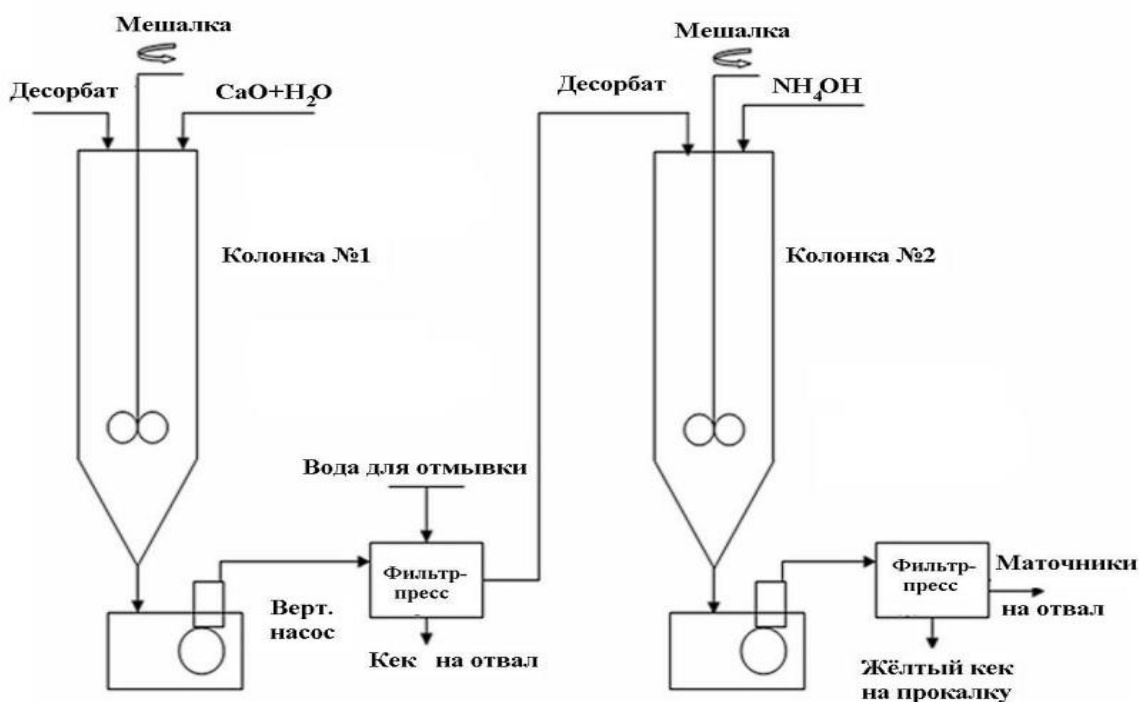 Мешалка
Десорбат
CaO+H₂O
Колонка №1
Вода для отмывки
Фильтр-
пресс
Верт.
насос
Кек на отвал
Мешалка
Десорбат
NH₄OH
Колонка №2
Фильтр-
пресс
Маточники
на отвал
Жёлтый кек
на прокалку